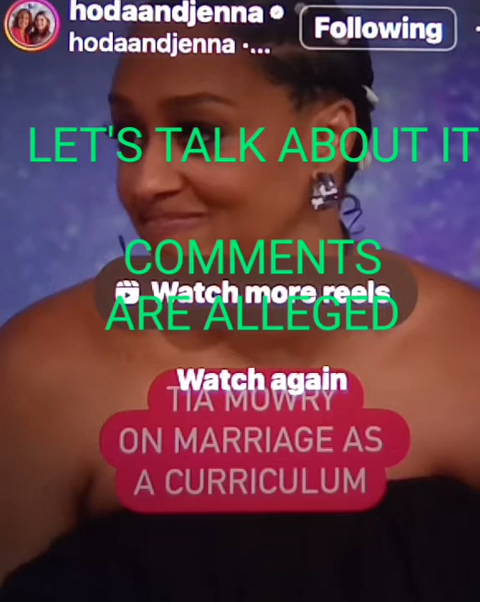 hodaandjenna
Following
hodaandjenna ·...
LET'S TALK ABOUT IT
COMMENTS
Watch more reels
ARE ALLEGED
Watch again
TIA MOWRY
ON MARRIAGE AS
A CURRICULUM